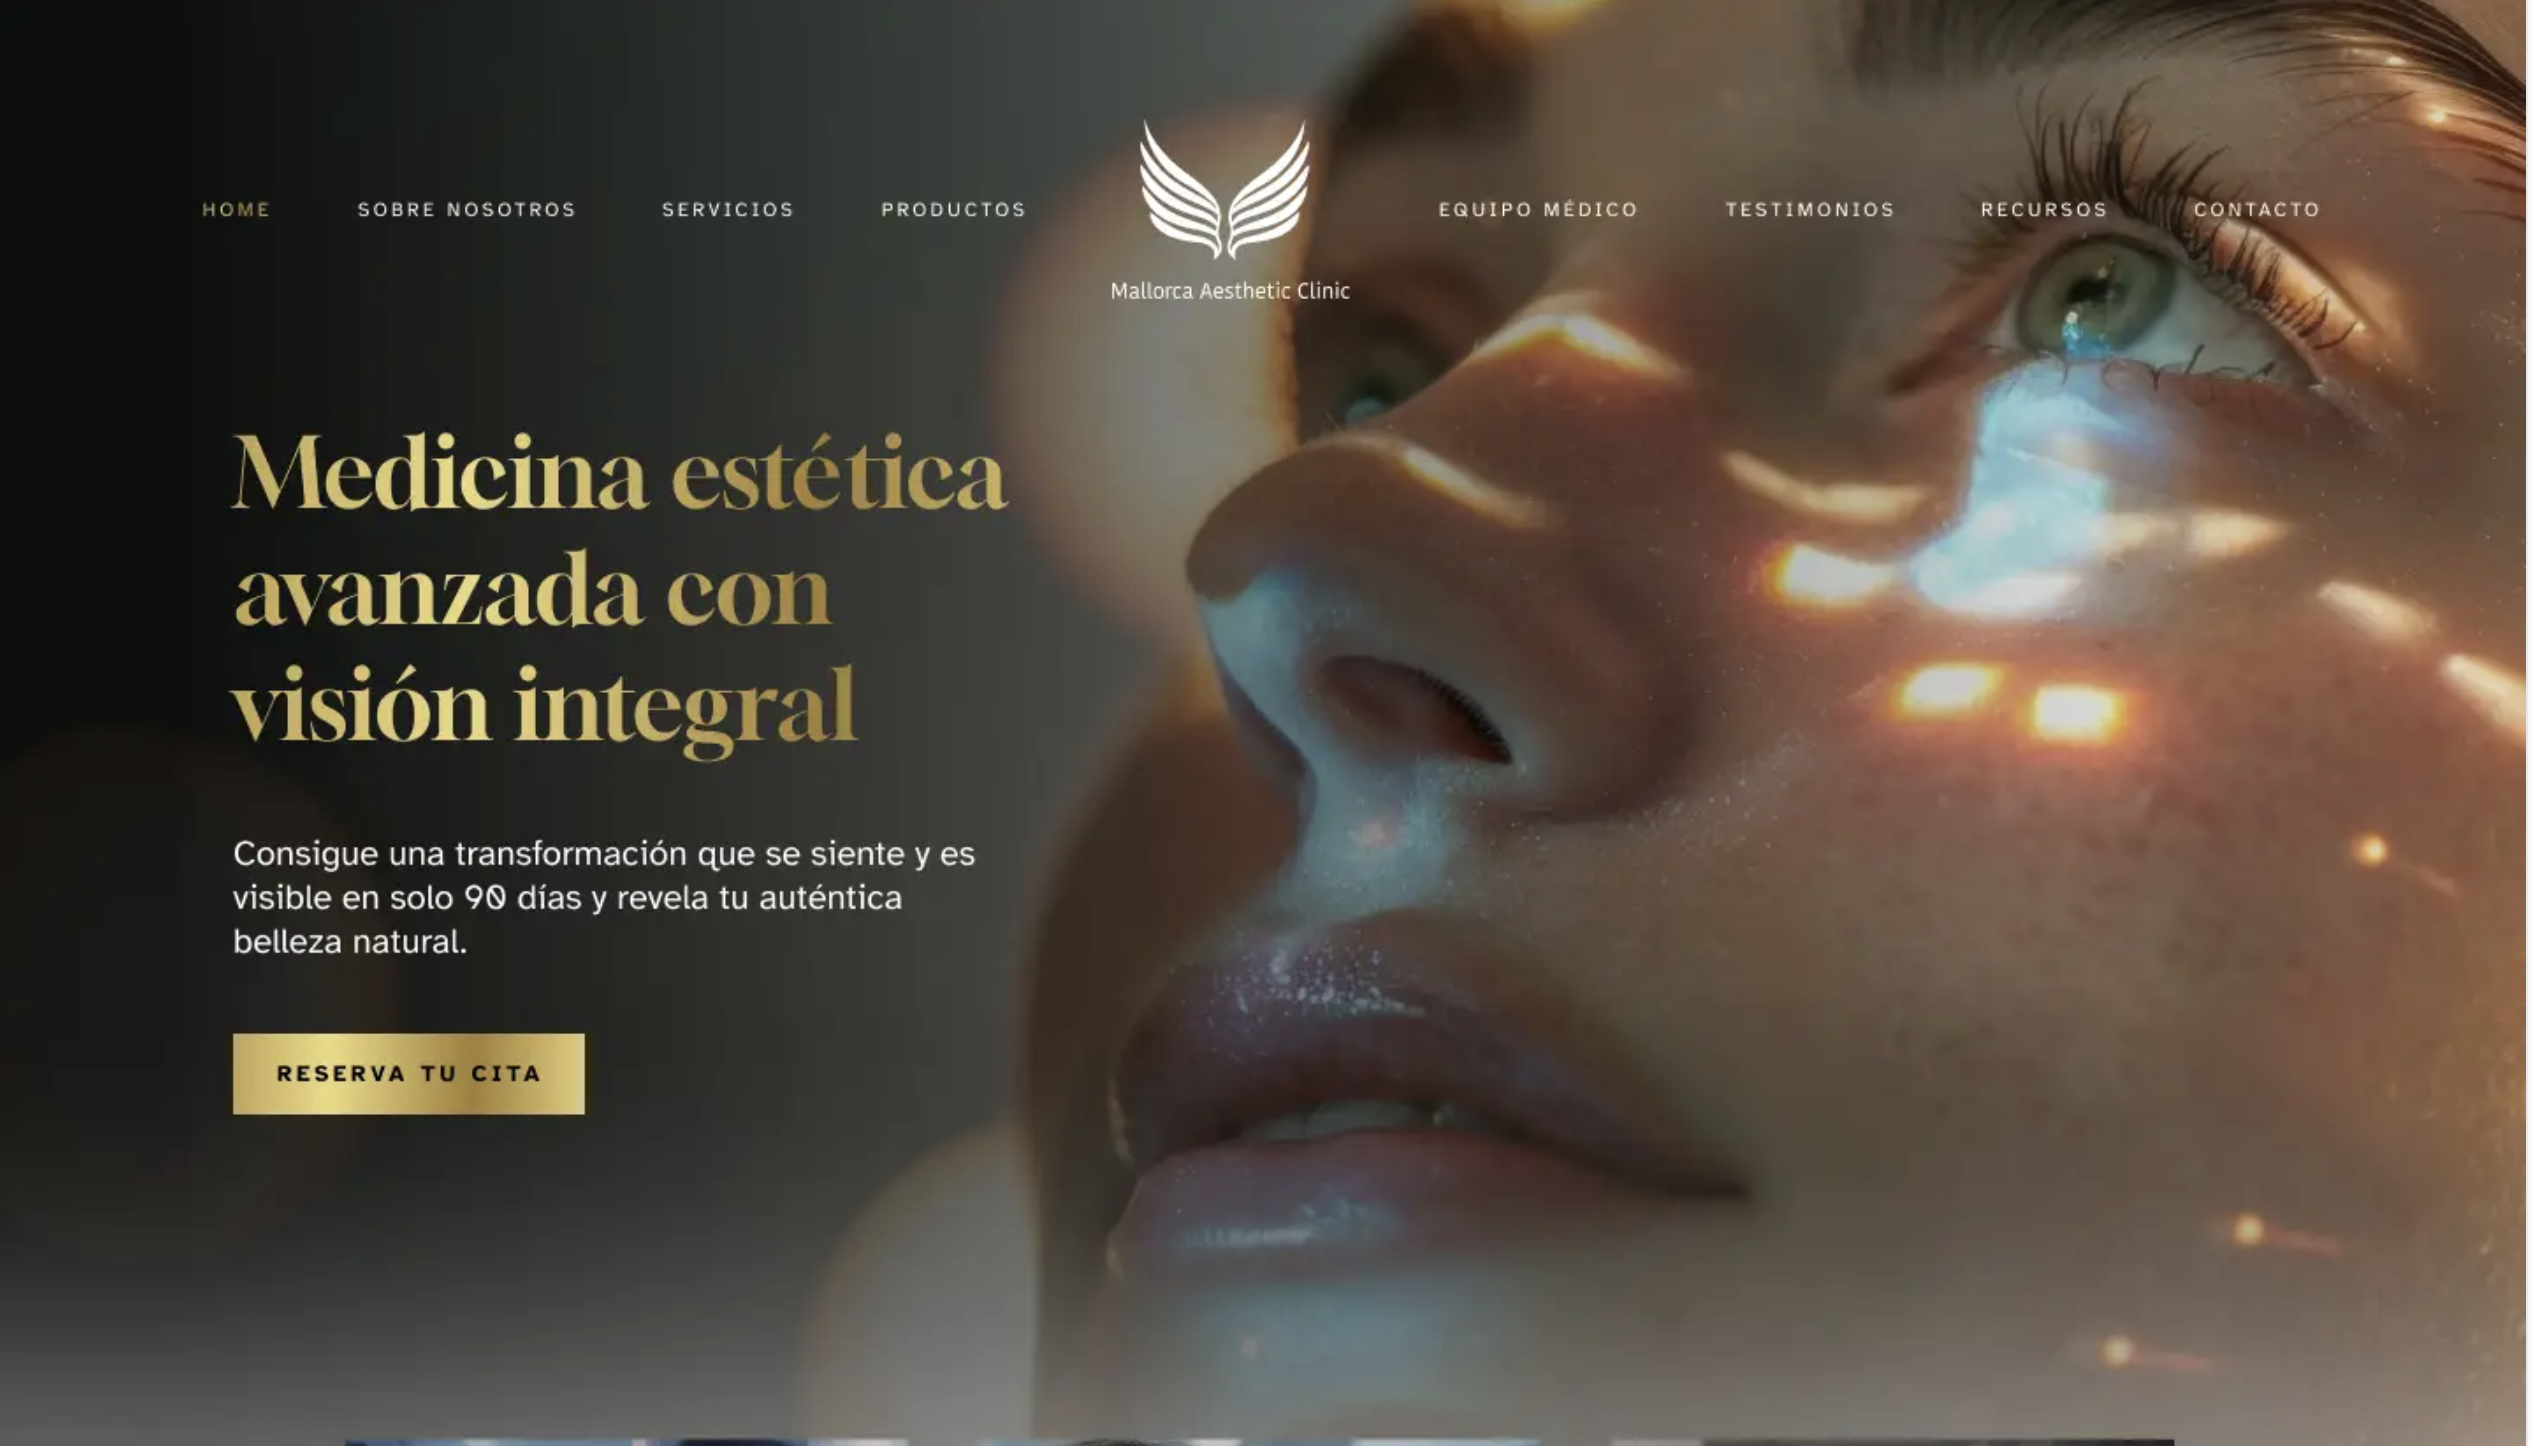 HOME
SOBRE NOSOTROS
SERVICIOS
PRODUCTOS
Mallorca Aesthetic Clinic
EQUIPO MÉDICO
TESTIMONIOS
RECURSOS
CONTACTO
Medicina estética
avanzada con
visión integral
Consigue una transformación que se siente y es
visible en solo 90 días y revela tu auténtica
belleza natural.
RESERVA TU CITA